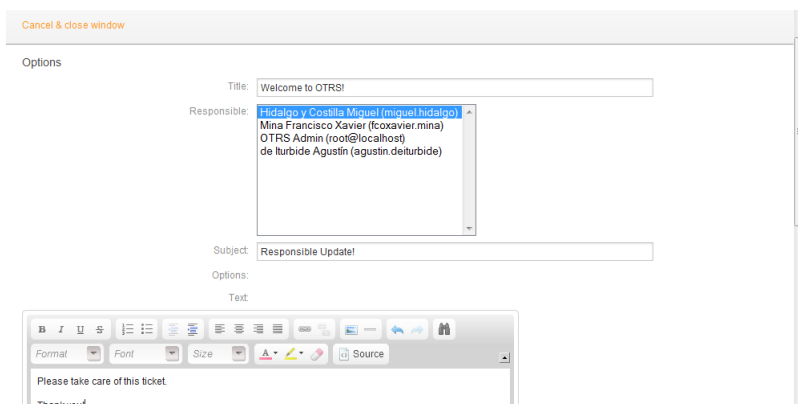 Cancel & close window
Options
Title: Welcome to OTRS!
Responsible: Hidalgo y Costilla Miguel (miguel.hidalgo)
Mina Francisco Xavier (fcoxavier.mina)
OTRS Admin (root@localhost)
de Iturbide Agustín (agustin.deiturbide)
Subject: Responsible Update!
Options:
Text:
B I U S
Format Font Size A Source
Please take care of this ticket.
Thank you!